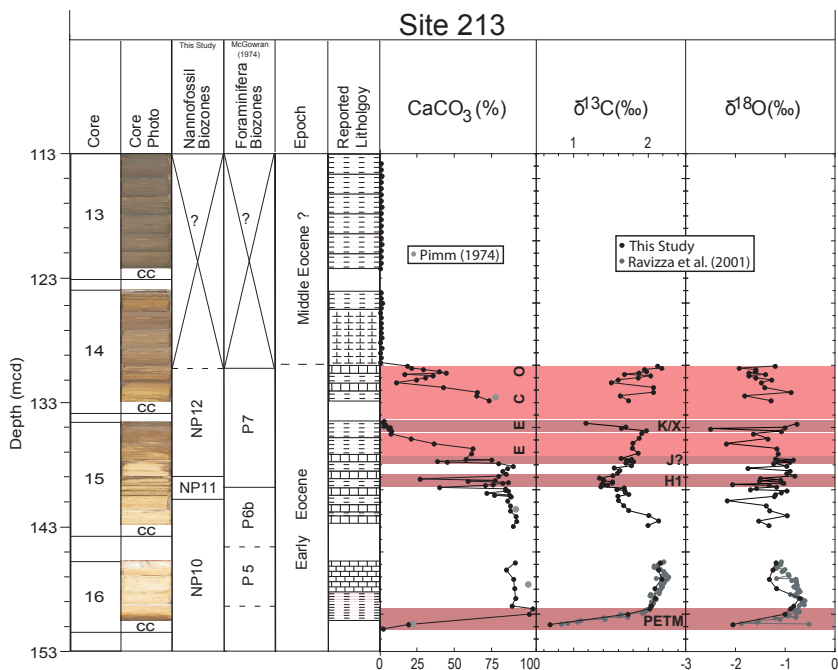 Site 213
Core
Core
Photo
This Study
Nannofossil
Biozones
McGowran
(1974)
Foraminifera
Biozones
Epoch
Reported
Lithlogoy
CaCO3 (%)
δ13C(‰)
1 2
δ18O(‰)
Depth (mcd)
113
123
133
143
153
13
14
15
16
CC
CC
CC
CC
?
?
NP12
NP11
NP10
P7
P6b
P5
Middle Eocene ?
Early Eocene
Pimm (1974)
This Study
Ravizza et al. (2001)
O
C
E
E
K/X
J?
H1
PETM
0 25 50 75 100
-3 -2 -1 0